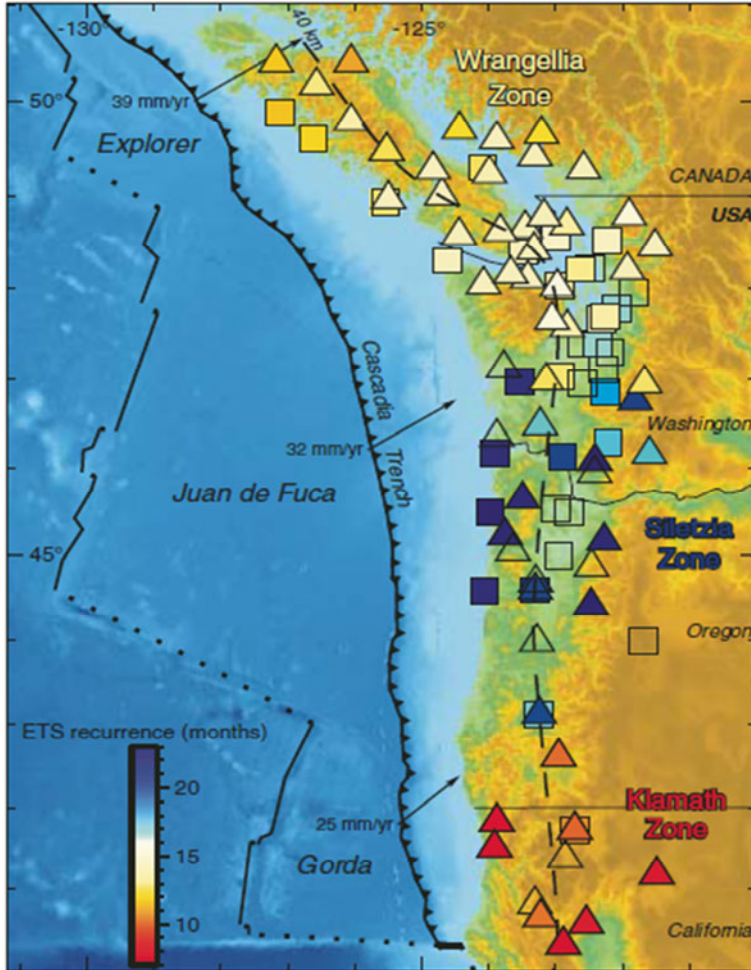 -130°
-125°
40 km
Wrangellia
Zone
50°
39 mm/yr
Explorer
CANADA
USA
Cascadia
Trench
32 mm/yr
Washington
Juan de Fuca
Siletzia
Zone
45°
Oregon
ETS recurrence (months)
20
15
10
25 mm/yr
Klamath
Zone
Gorda
California